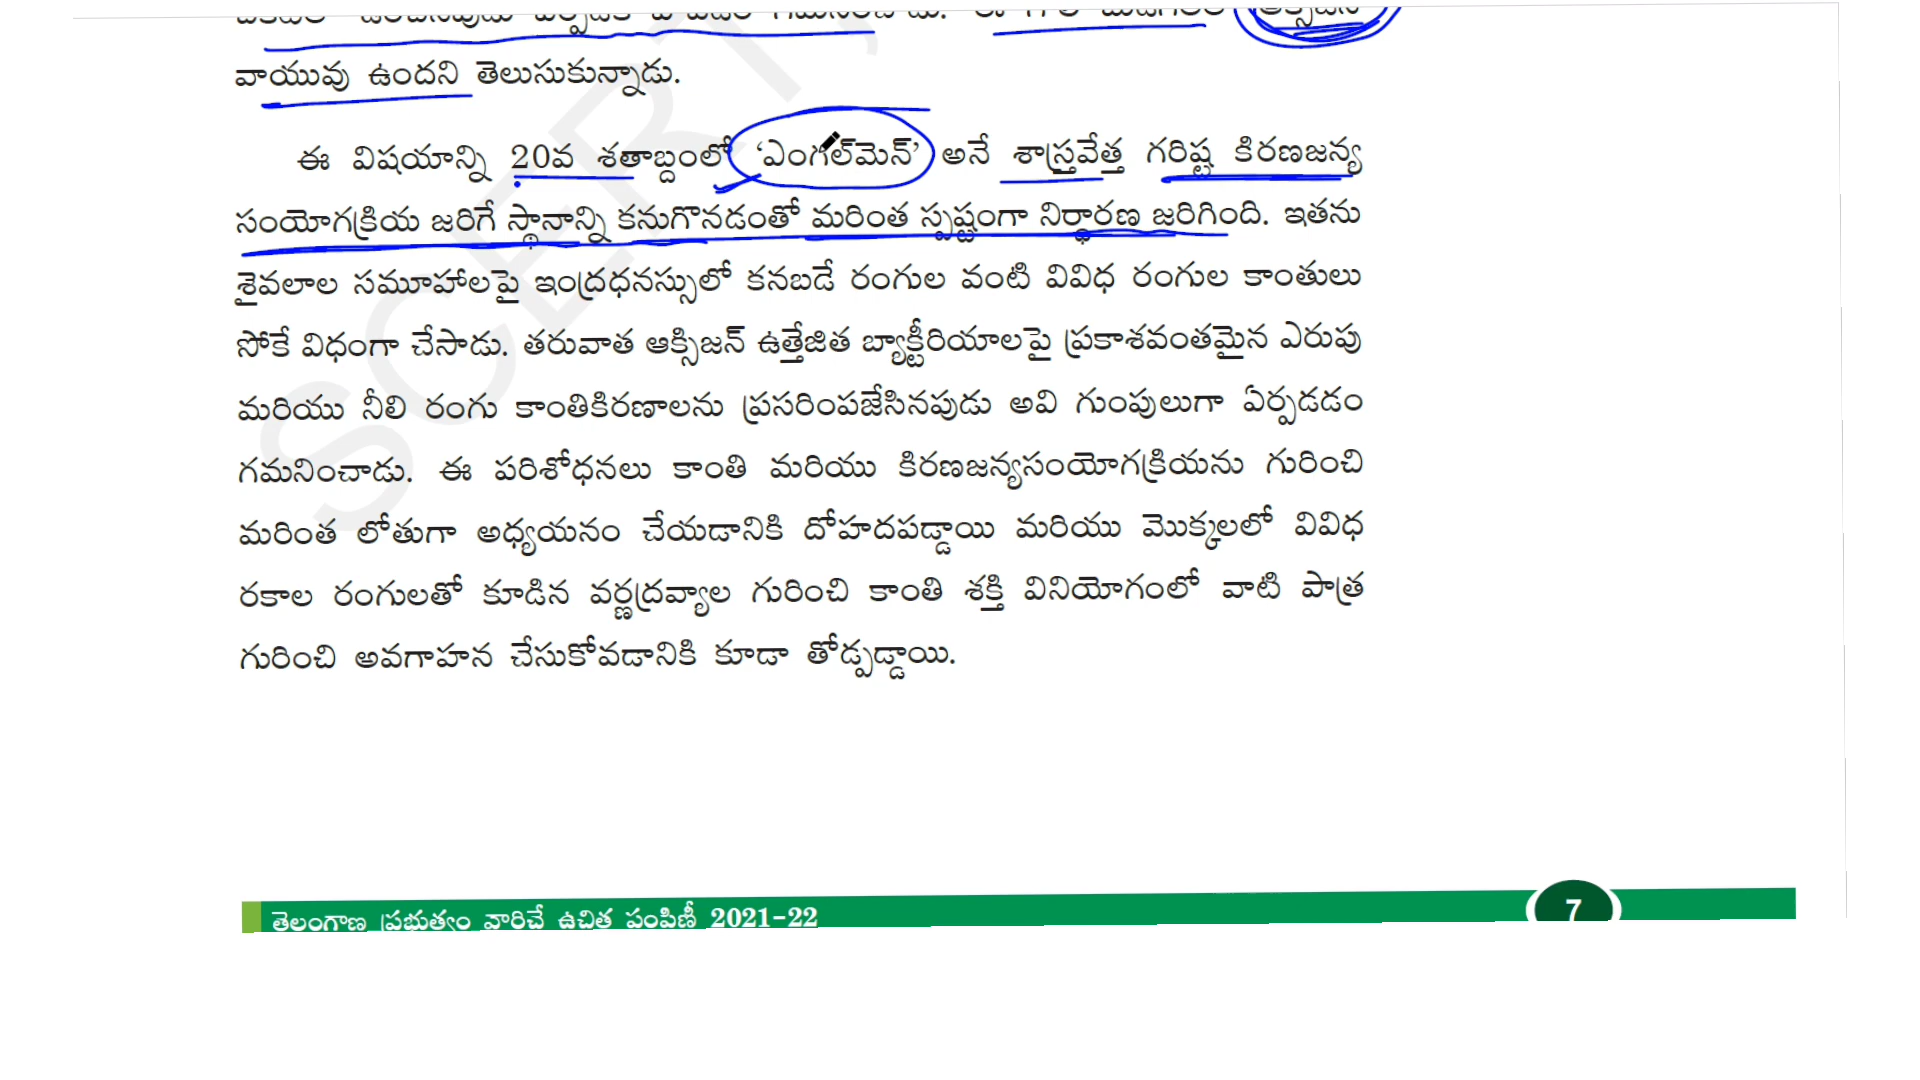 వాయువు ఉందని తెలుసుకున్నాడు.
ఈ విషయాన్ని 20వ శతాబ్దంలో ‘ఎంగల్‌మెన్’ అనే శాస్త్రవేత్త గరిష్ట కిరణజన్య
సంయోగక్రియ జరిగే స్థానాన్ని కనుగొనడంతో మరింత స్పష్టంగా నిర్ధారణ జరిగింది. ఇతను
శైవలాల సమూహాలపై ఇంద్రధనస్సులో కనబడే రంగుల వంటి వివిధ రంగుల కాంతులు
సోకే విధంగా చేసాడు. తరువాత ఆక్సిజన్ ఉత్తేజిత బ్యాక్టీరియాలపై ప్రకాశవంతమైన ఎరుపు
మరియు నీలి రంగు కాంతికిరణాలను ప్రసరింపజేసినపుడు అవి గుంపులుగా ఏర్పడడం
గమనించాడు. ఈ పరిశోధనలు కాంతి మరియు కిరణజన్యసంయోగక్రియను గురించి
మరింత లోతుగా అధ్యయనం చేయడానికి దోహదపడ్డాయి మరియు మొక్కలలో వివిధ
రకాల రంగులతో కూడిన వర్ణద్రవ్యాల గురించి కాంతి శక్తి వినియోగంలో వాటి పాత్ర
గురించి అవగాహన చేసుకోవడానికి కూడా తోడ్పడ్డాయి.
SCERT,
తెలంగాణ ప్రభుత్వం వారిచే ఉచిత పంపిణీ 2021-22
7